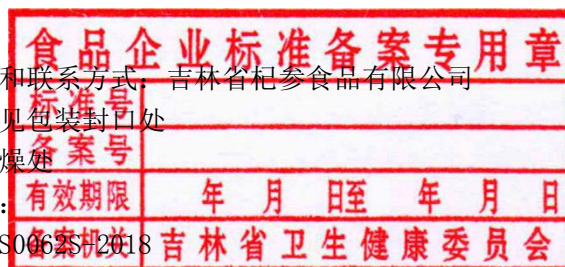 食品企业标准备案专用章
和联系方式：吉林省杞参食品有限公司
标准号
见包装封口处
备案号
燥处
有效期限 年 月 日至 年 月 日
：
S0062S-2018
备案机关 吉林省卫生健康委员会